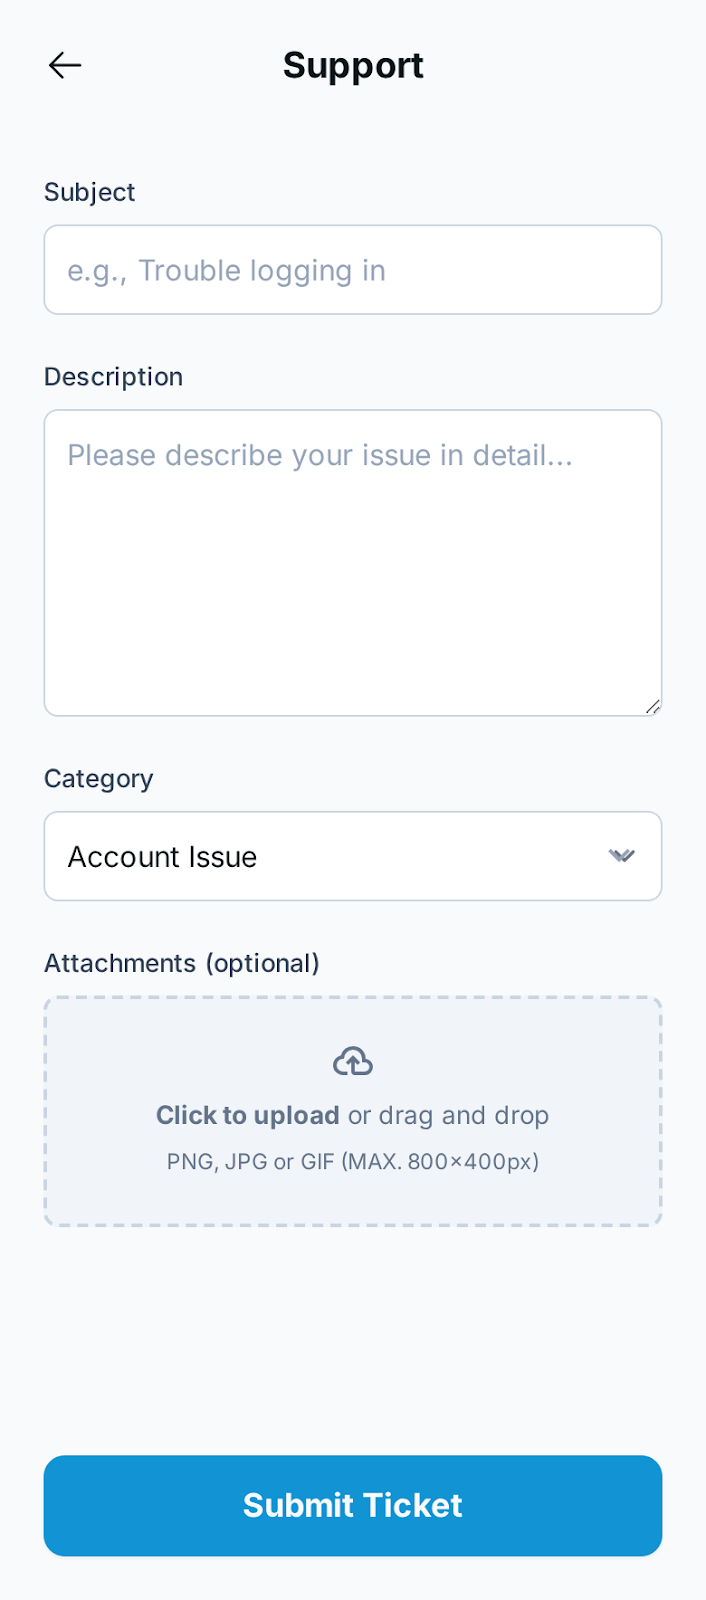 Support
Subject
e.g., Trouble logging in
Description
Please describe your issue in detail...
Category
Account Issue
Attachments (optional)
Click to upload or drag and drop
PNG, JPG or GIF (MAX. 800×400px)
Submit Ticket